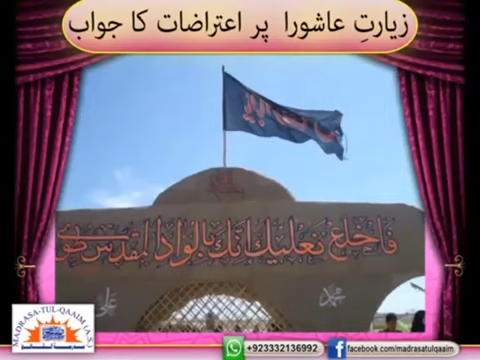 زیارتِ عاشورا پر اعتراضات کا جواب
فاخلع نعليك انك بالواد المقدس طوى
علی
محمد
MADRASA-TUL-QAAIM (A.S)
+923332136992
facebook.com/madrasatulqaaim